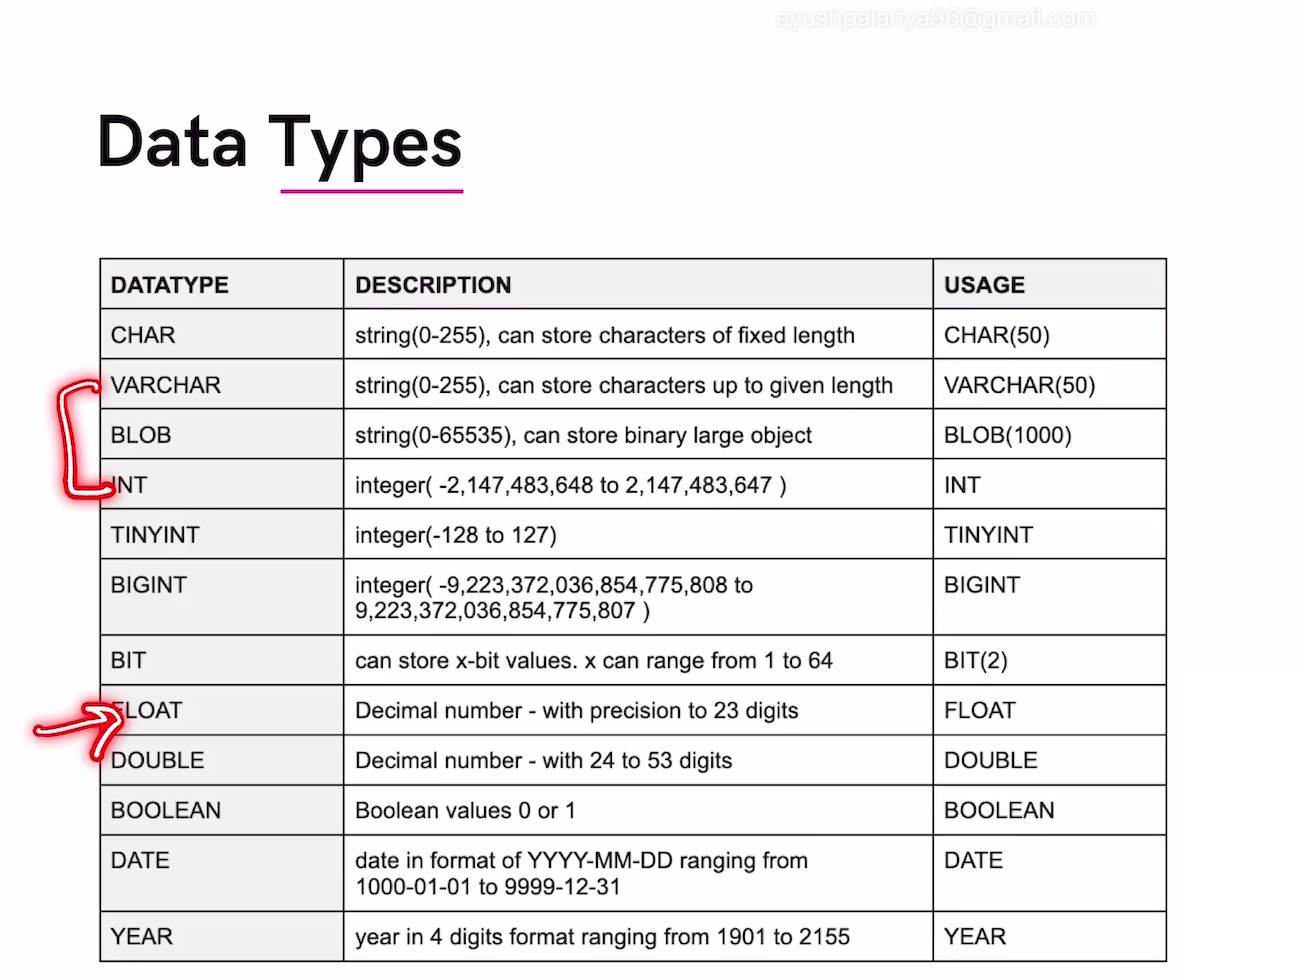 ayushpalariya96@gmail.com
Data Types
DATATYPE DESCRIPTION USAGE
CHAR string(0-255), can store characters of fixed length CHAR(50)
VARCHAR string(0-255), can store characters up to given length VARCHAR(50)
BLOB string(0-65535), can store binary large object BLOB(1000)
INT integer( -2,147,483,648 to 2,147,483,647 ) INT
TINYINT integer(-128 to 127) TINYINT
BIGINT integer( -9,223,372,036,854,775,808 to BIGINT
9,223,372,036,854,775,807 )
BIT can store x-bit values. x can range from 1 to 64 BIT(2)
FLOAT Decimal number - with precision to 23 digits FLOAT
DOUBLE Decimal number - with 24 to 53 digits DOUBLE
BOOLEAN Boolean values 0 or 1 BOOLEAN
DATE date in format of YYYY-MM-DD ranging from DATE
1000-01-01 to 9999-12-31
YEAR year in 4 digits format ranging from 1901 to 2155 YEAR